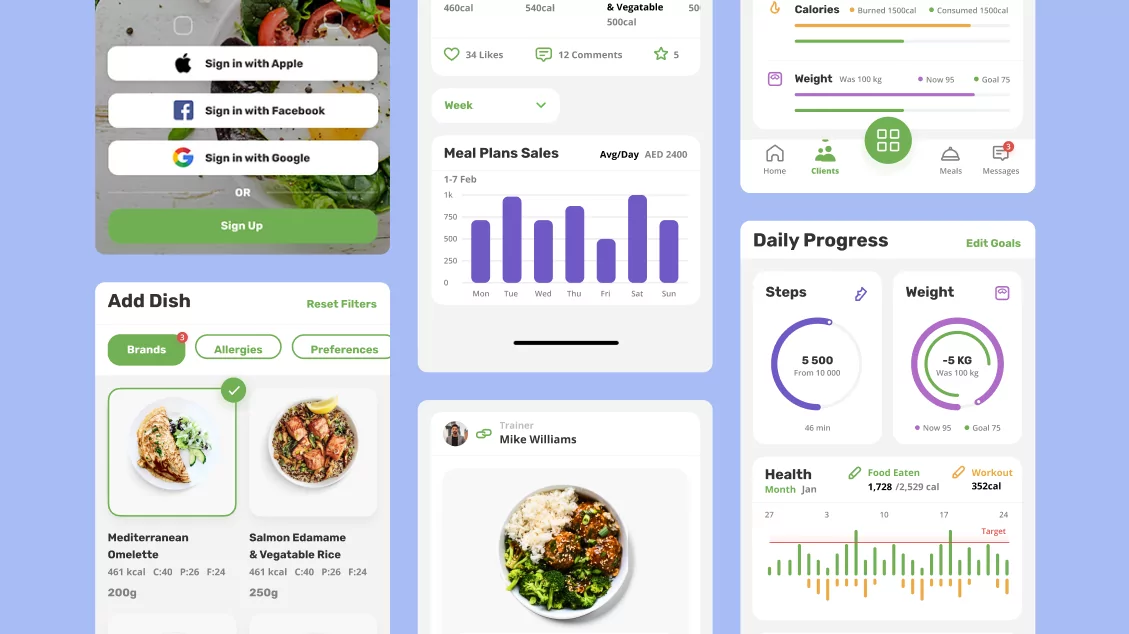 Sign in with Apple
Sign in with Facebook
Sign in with Google
OR
Sign Up
Add Dish
Reset Filters
Brands
3
Allergies
Preferences
Mediterranean
Omelette
461 kcal C:40 P:26 F:24
200g
Salmon Edamame
& Vegatable Rice
461 kcal C:40 P:26 F:24
250g
460cal
540cal
& Vegatable
500cal
34 Likes
12 Comments
5
Week
Meal Plans Sales
Avg/Day AED 2400
1-7 Feb
1k
750
500
250
0
Mon Tue Wed Thu Fri Sat Sun
Trainer
Mike Williams
Calories
Burned 1500cal
Consumed 1500cal
Weight
Was 100 kg
Now 95
Goal 75
Home
Clients
Meals
3
Messages
Daily Progress
Edit Goals
Steps
5 500
From 10 000
46 min
Weight
-5 KG
Was 100 kg
Now 95
Goal 75
Health
Month Jan
Food Eaten
1,728 /2,529 cal
Workout
352cal
27 3 10 17 24
Target